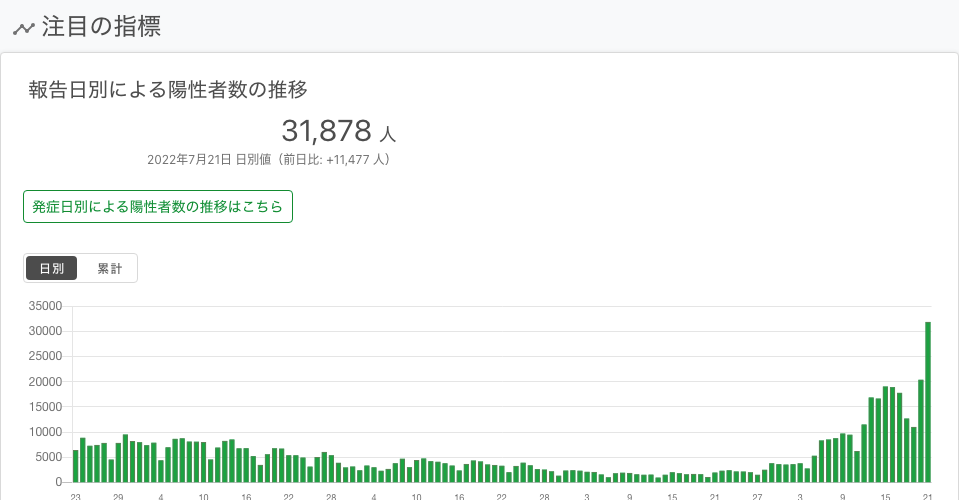 注目の指標
報告日別による陽性者数の推移
31,878 人
2022年7月21日 日別値（前日比: +11,477 人）
発症日別による陽性者数の推移はこちら
日別 累計
35000
30000
25000
20000
15000
10000
5000
0
23 29 4 10 16 22 28 4 10 16 22 28 3 9 15 21 27 3 9 15 21